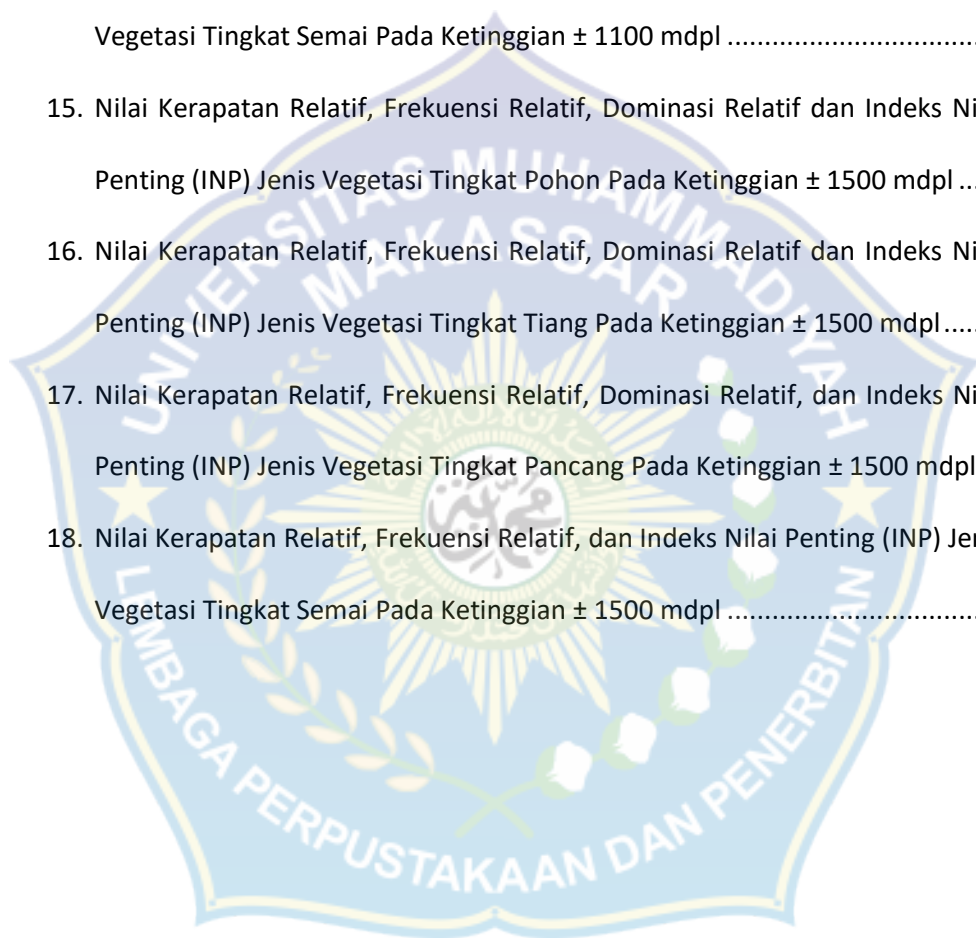 Vegetasi Tingkat Semai Pada Ketinggian ± 1100 mdpl ..................................
15. Nilai Kerapatan Relatif, Frekuensi Relatif, Dominasi Relatif dan Indeks Ni
Penting (INP) Jenis Vegetasi Tingkat Pohon Pada Ketinggian ± 1500 mdpl ...
16. Nilai Kerapatan Relatif, Frekuensi Relatif, Dominasi Relatif dan Indeks Ni
Penting (INP) Jenis Vegetasi Tingkat Tiang Pada Ketinggian ± 1500 mdpl .....
17. Nilai Kerapatan Relatif, Frekuensi Relatif, Dominasi Relatif, dan Indeks Ni
Penting (INP) Jenis Vegetasi Tingkat Pancang Pada Ketinggian ± 1500 mdpl
18. Nilai Kerapatan Relatif, Frekuensi Relatif, dan Indeks Nilai Penting (INP) Jen
Vegetasi Tingkat Semai Pada Ketinggian ± 1500 mdpl ..................................
UNIVERSITAS MUHAMMADIYAH
MAKASSAR
LEMBAGA PERPUSTAKAAN DAN PENERBITAN